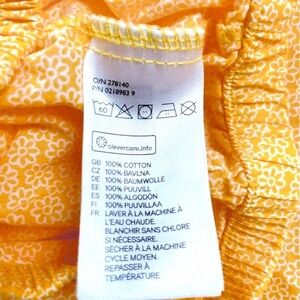 O/N 278140
P/N 0218983 9
60
clevercare.info
GB 100% COTTON
CZ 100% BAVLNA
DE 100% BAUMWOLLE
EE 100% PUUVILL
ES 100% ALGODÓN
FI 100% PUUVILLAA
FR LAVER À LA MACHINE À
L'EAU CHAUDE.
BLANCHIR SANS CHLORE
SI NÉCESSAIRE.
SÉCHER À LA MACHINE
CYCLE MOYEN.
REPASSER À
TEMPÉRATURE